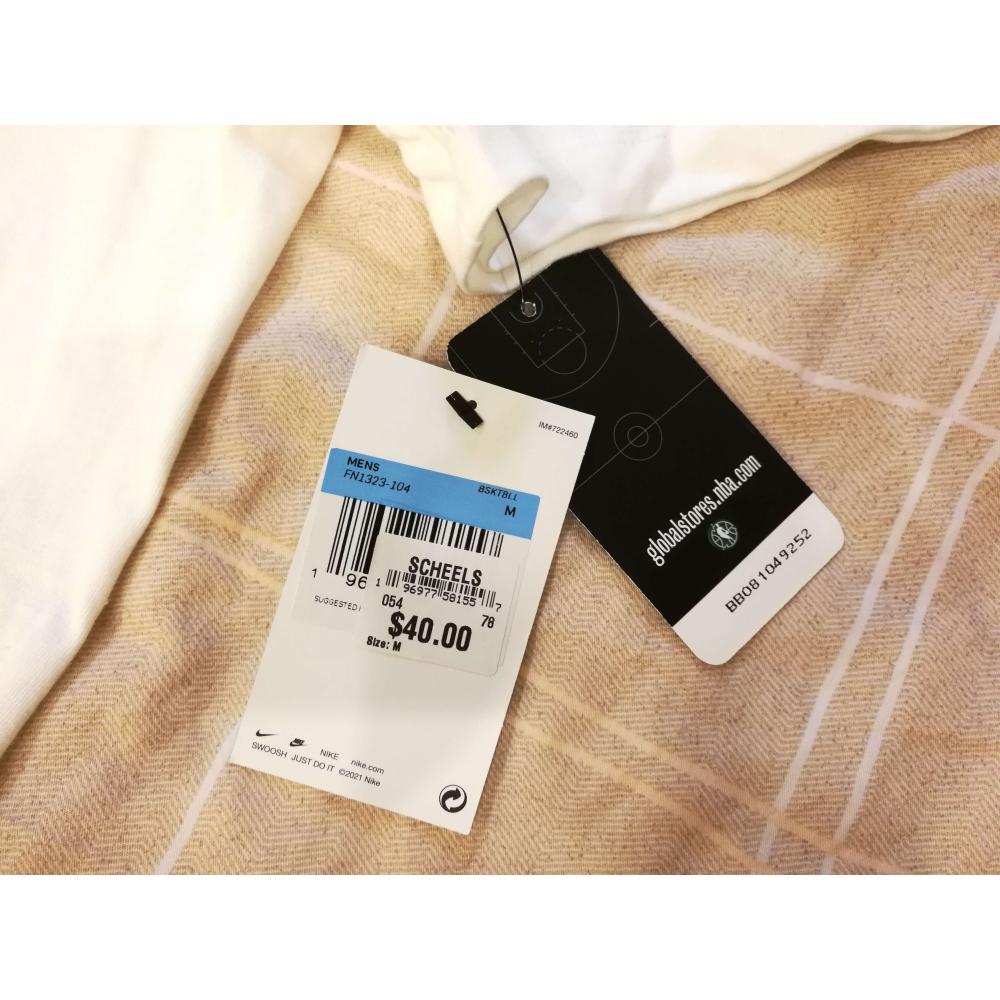 IM#722460
MENS
FN1323-104
BSKTBLL
M
1 96
SUGGESTED
SCHEELS
1 96977 58155 7
054
78
$40.00
Size: M
NIKE nike.com
SWOOSH JUST DO IT ©2021 Nike
globalstores.nba.com
BB081049252